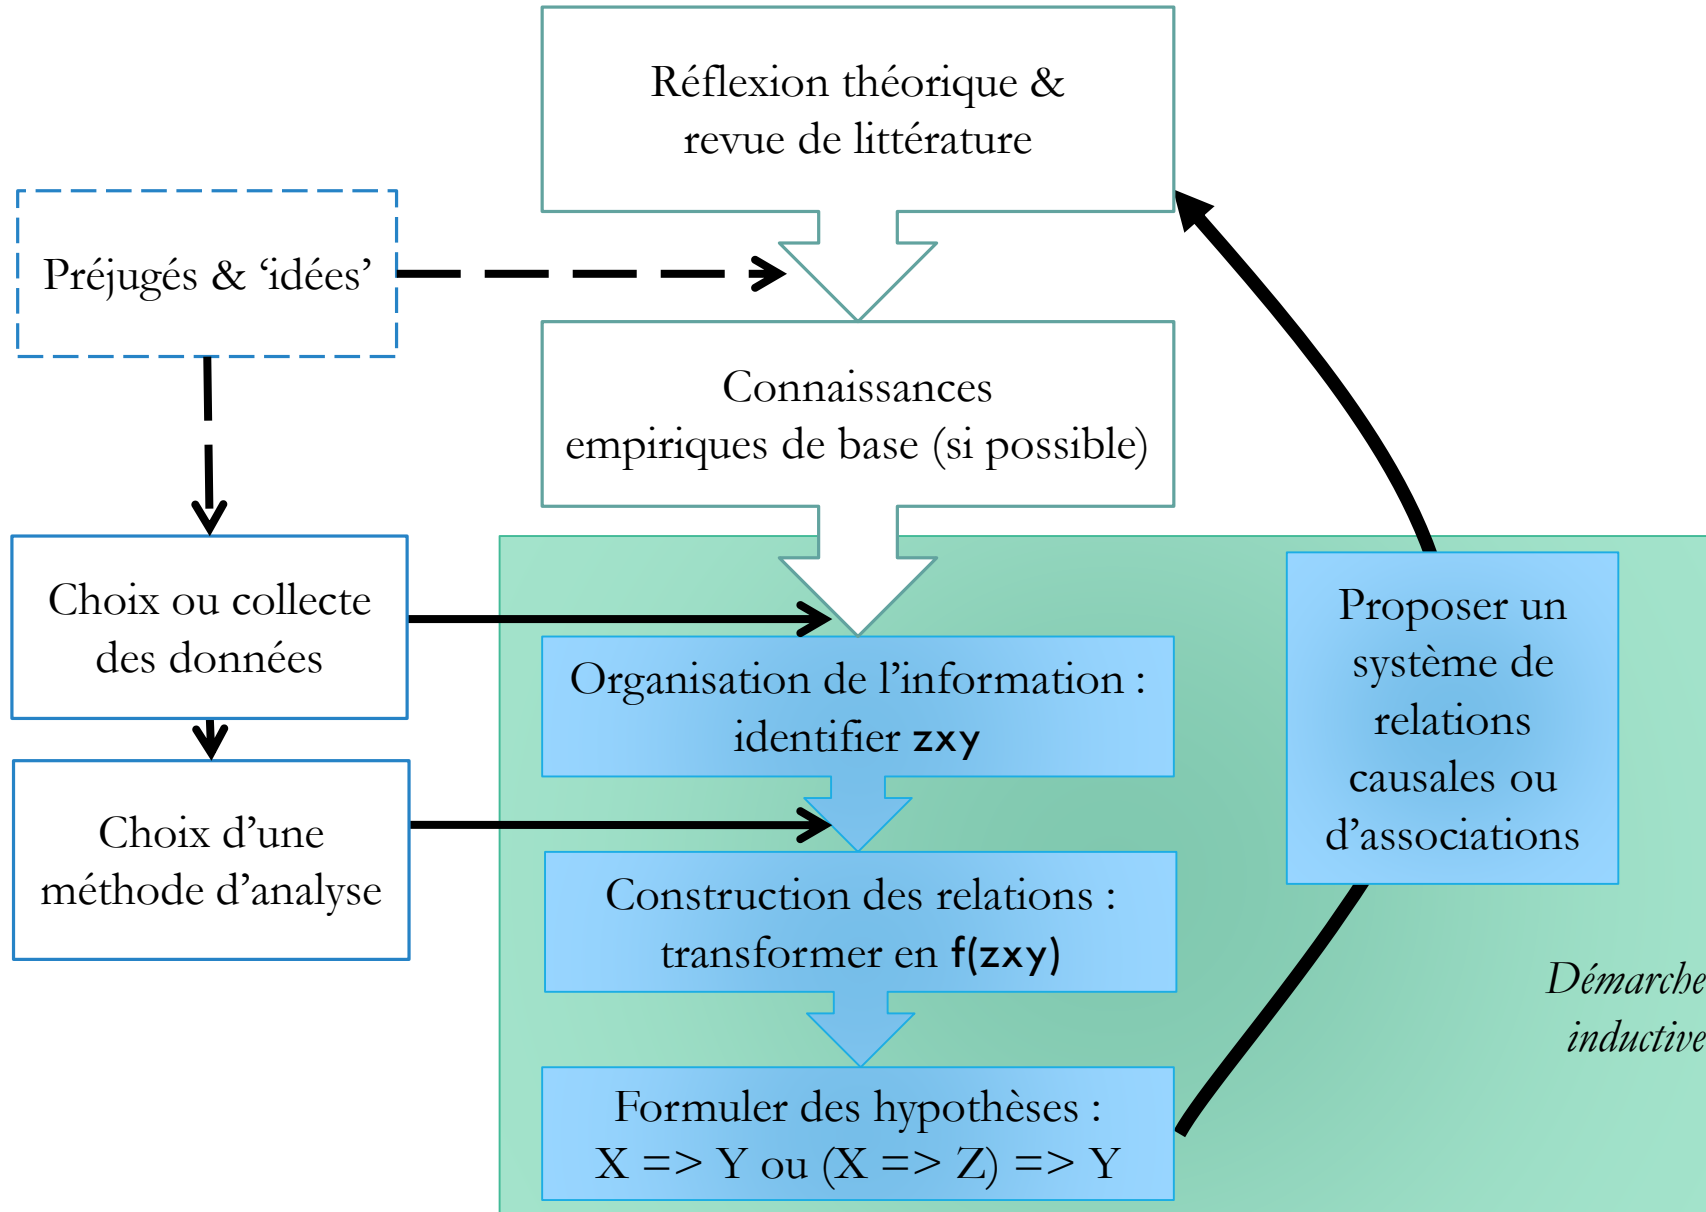 Réflexion théorique &
revue de littérature
Préjugés & ‘idées’
Connaissances
empiriques de base (si possible)
Choix ou collecte
des données
Organisation de l’information :
identifier zxy
Proposer un
système de
relations
causales ou
d’associations
Choix d’une
méthode d’analyse
Construction des relations :
transformer en f(zxy)
Démarche
inductive
Formuler des hypothèses :
X => Y ou (X => Z) => Y